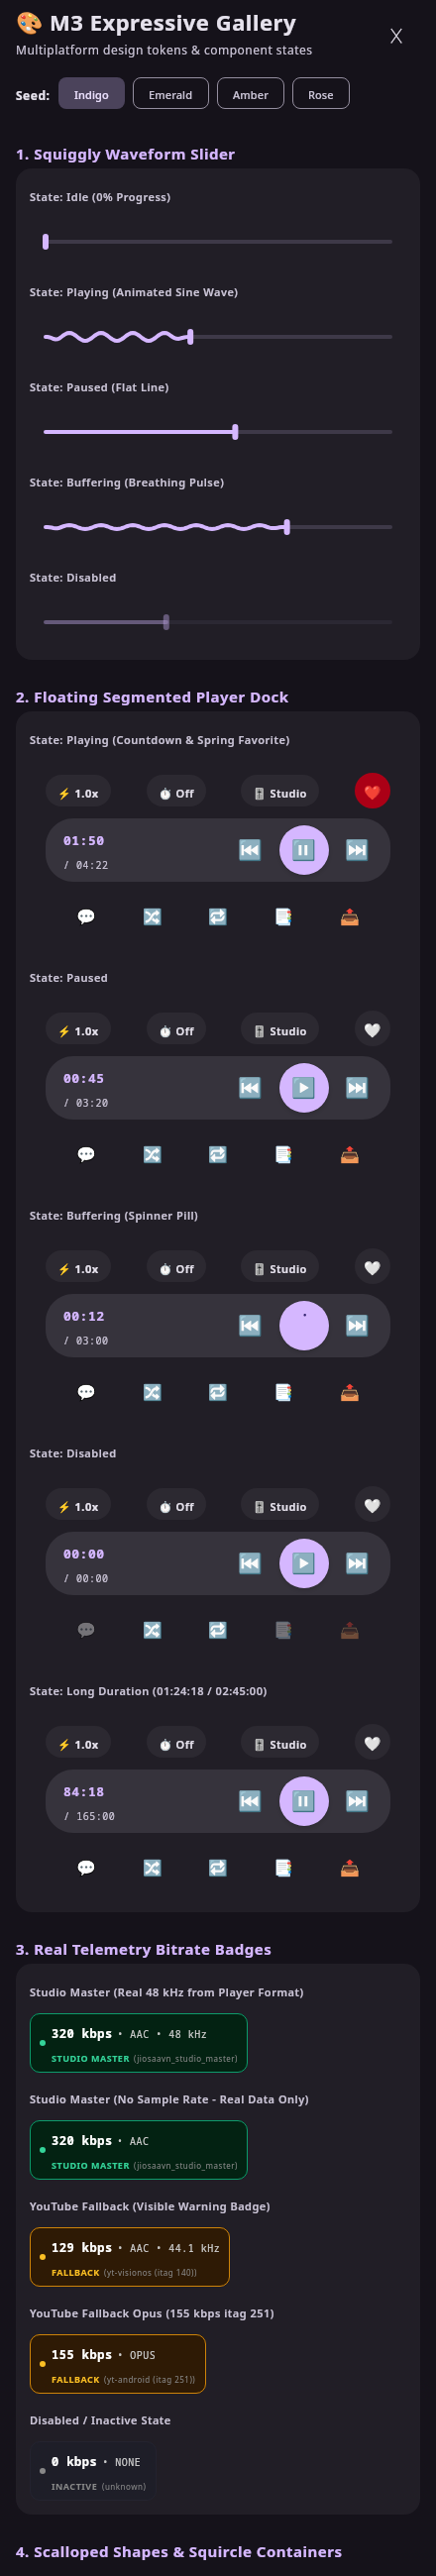 🎨 M3 Expressive Gallery
X
Multiplatform design tokens & component states
Seed: Indigo Emerald Amber Rose
1. Squiggly Waveform Slider
State: Idle (0% Progress)
State: Playing (Animated Sine Wave)
State: Paused (Flat Line)
State: Buffering (Breathing Pulse)
State: Disabled
2. Floating Segmented Player Dock
State: Playing (Countdown & Spring Favorite)
⚡ 1.0x ⏱️ Off 🎚️ Studio ❤️
01:50
/ 04:22
State: Paused
⚡ 1.0x ⏱️ Off 🎚️ Studio 🤍
00:45
/ 03:20
State: Buffering (Spinner Pill)
⚡ 1.0x ⏱️ Off 🎚️ Studio 🤍
00:12
/ 03:00
State: Disabled
⚡ 1.0x ⏱️ Off 🎚️ Studio 🤍
00:00
/ 00:00
State: Long Duration (01:24:18 / 02:45:00)
⚡ 1.0x ⏱️ Off 🎚️ Studio 🤍
84:18
/ 165:00
3. Real Telemetry Bitrate Badges
Studio Master (Real 48 kHz from Player Format)
320 kbps • AAC • 48 kHz
STUDIO MASTER (jiosaavn_studio_master)
Studio Master (No Sample Rate - Real Data Only)
320 kbps • AAC
STUDIO MASTER (jiosaavn_studio_master)
YouTube Fallback (Visible Warning Badge)
129 kbps • AAC • 44.1 kHz
FALLBACK (yt-visionos (itag 140))
YouTube Fallback Opus (155 kbps itag 251)
155 kbps • OPUS
FALLBACK (yt-android (itag 251))
Disabled / Inactive State
0 kbps • NONE
INACTIVE (unknown)
4. Scalloped Shapes & Squircle Containers